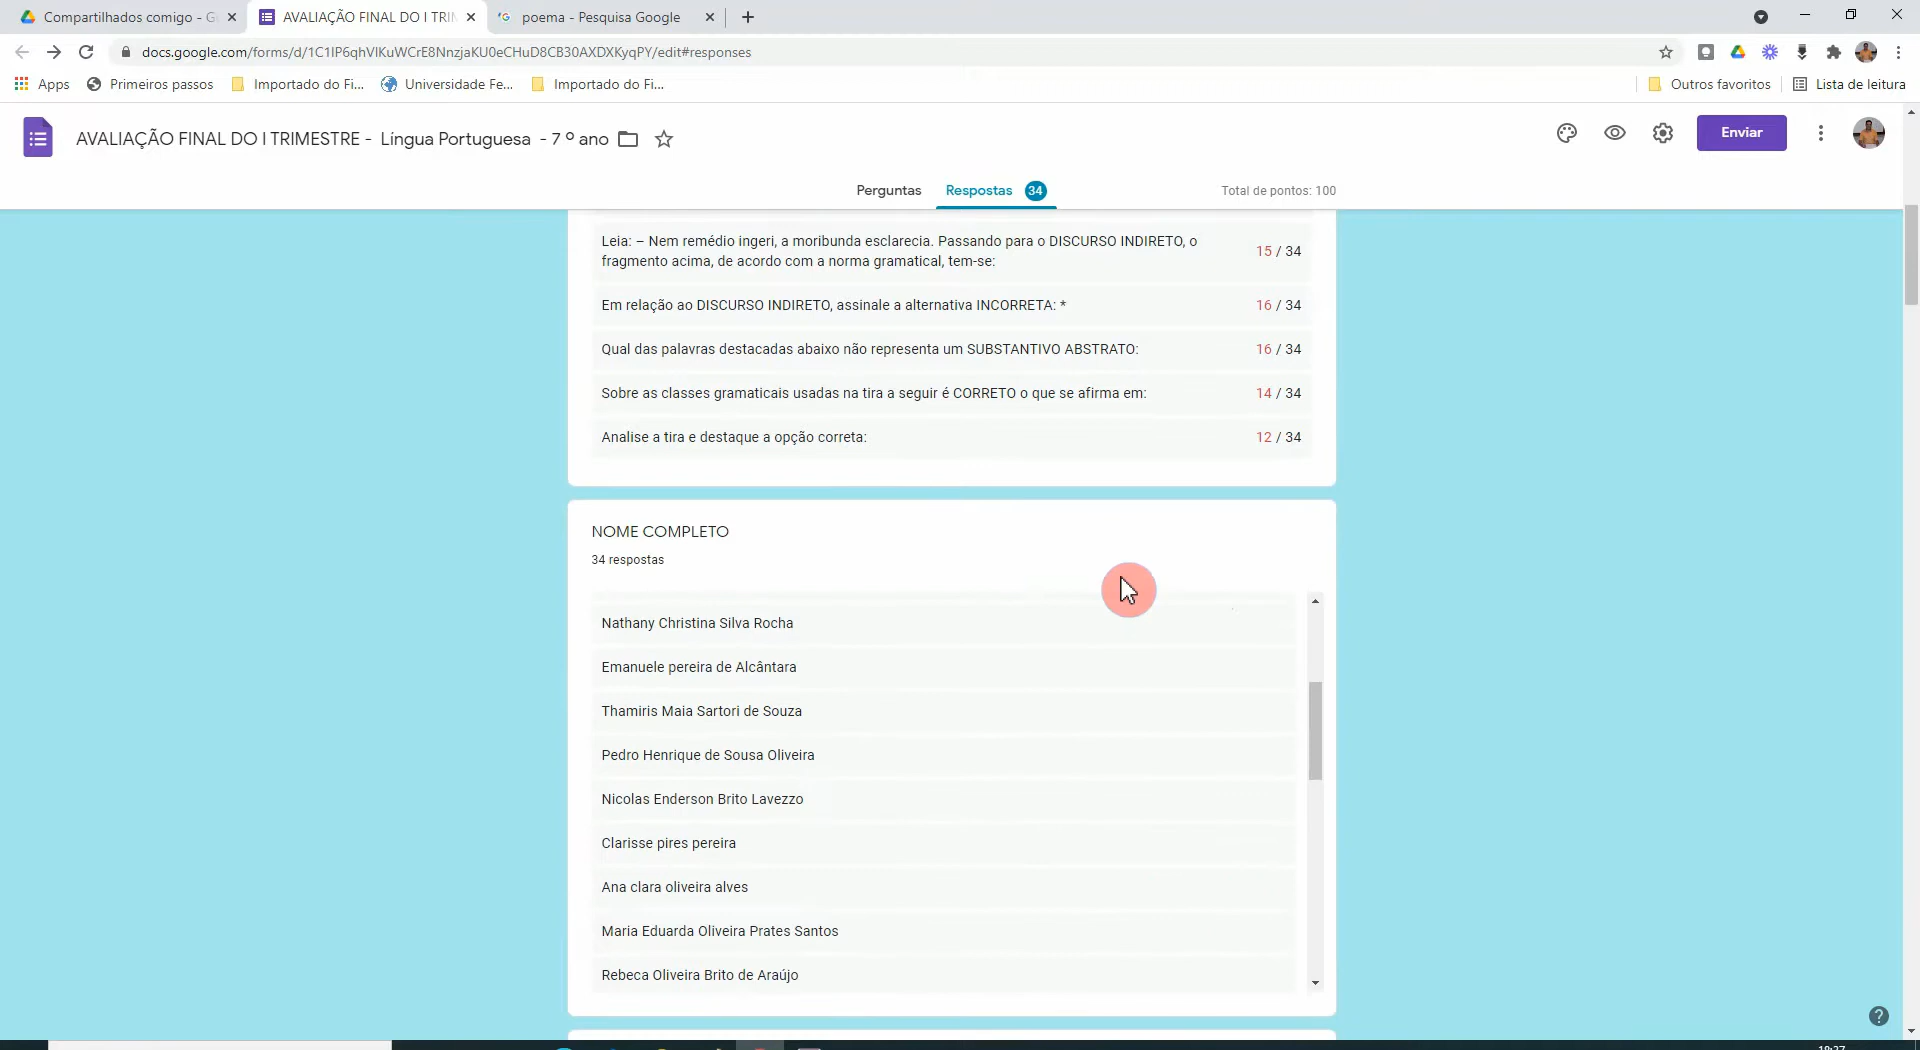 Compartilhados comigo - G
AVALIAÇÃO FINAL DO I TRI
poema - Pesquisa Google
docs.google.com/forms/d/1C1IP6qhVlKuWCrE8NnzjaKU0eCHuD8CB30AXDXKyqPY/edit#responses
Apps
Primeiros passos
Importado do Fi...
Universidade Fe...
Importado do Fi...
Outros favoritos
Lista de leitura
AVALIAÇÃO FINAL DO I TRIMESTRE - Língua Portuguesa - 7 º ano
Enviar
Perguntas
Respostas 34
Total de pontos: 100
Leia: – Nem remédio ingeri, a moribunda esclarecia. Passando para o DISCURSO INDIRETO, o
fragmento acima, de acordo com a norma gramatical, tem-se:
15 / 34
Em relação ao DISCURSO INDIRETO, assinale a alternativa INCORRETA: *
16 / 34
Qual das palavras destacadas abaixo não representa um SUBSTANTIVO ABSTRATO:
16 / 34
Sobre as classes gramaticais usadas na tira a seguir é CORRETO o que se afirma em:
14 / 34
Analise a tira e destaque a opção correta:
12 / 34
NOME COMPLETO
34 respostas
Nathany Christina Silva Rocha
Emanuele pereira de Alcântara
Thamiris Maia Sartori de Souza
Pedro Henrique de Sousa Oliveira
Nicolas Enderson Brito Lavezzo
Clarisse pires pereira
Ana clara oliveira alves
Maria Eduarda Oliveira Prates Santos
Rebeca Oliveira Brito de Araújo